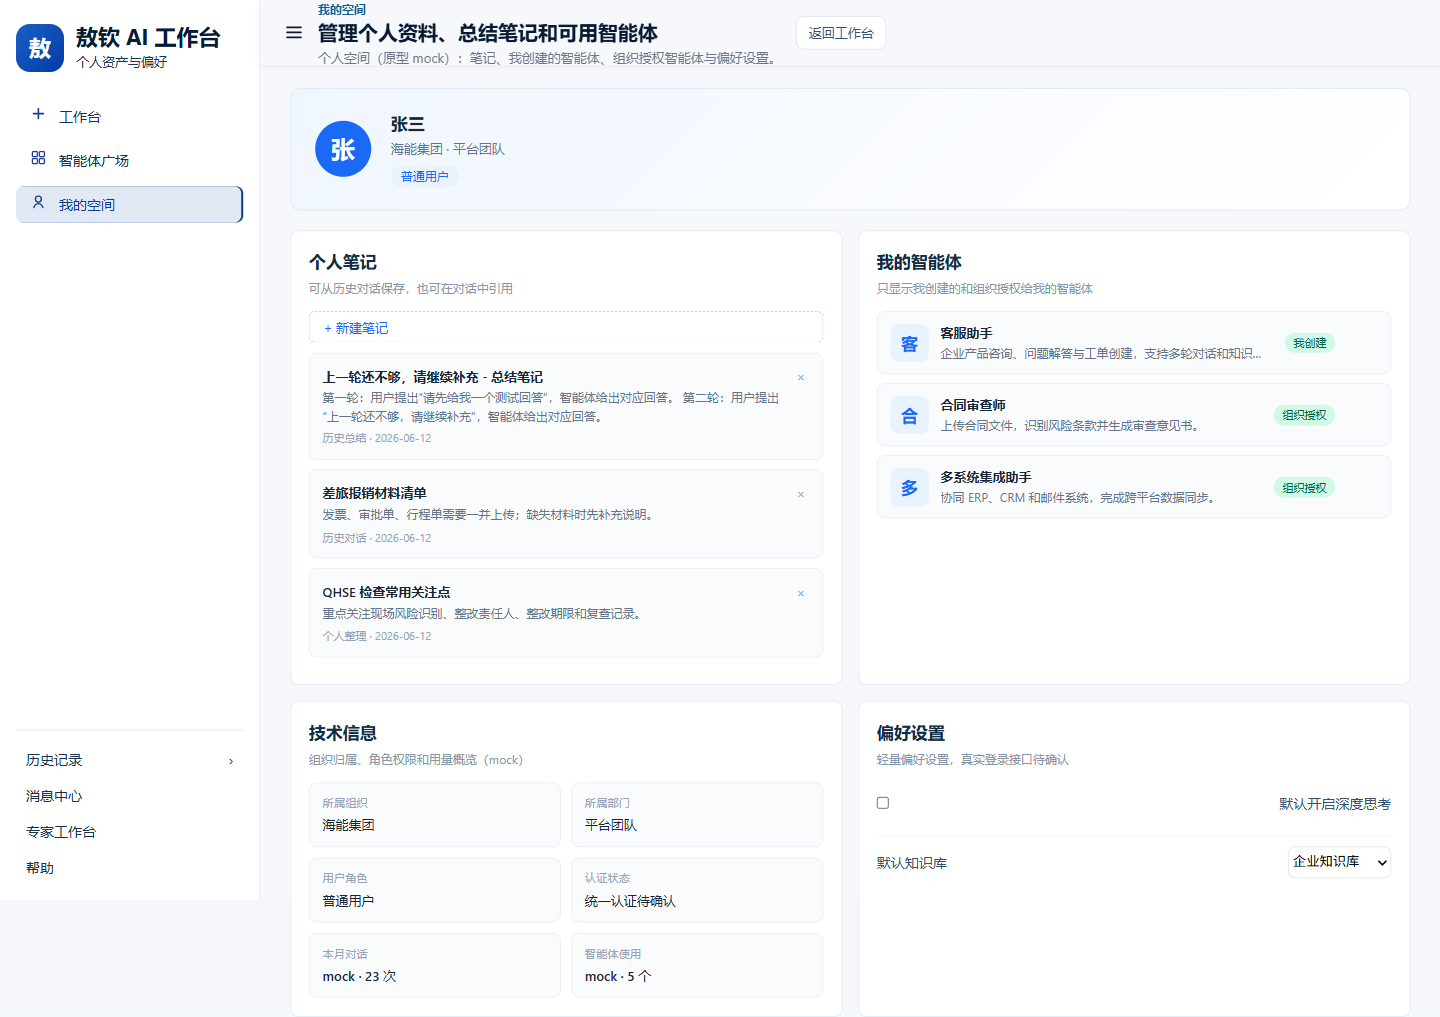 敖
敖钦 AI 工作台
个人资产与偏好
工作台
智能体广场
我的空间
历史记录
消息中心
专家工作台
帮助
我的空间
管理个人资料、总结笔记和可用智能体
个人空间（原型 mock）：笔记、我创建的智能体、组织授权智能体与偏好设置。
返回工作台
张
张三
海能集团 · 平台团队
普通用户
个人笔记
可从历史对话保存，也可在对话中引用
+ 新建笔记
上一轮还不够，请继续补充 - 总结笔记
×
第一轮：用户提出“请先给我一个测试回答”，智能体给出对应回答。 第二轮：用户提出
“上一轮还不够，请继续补充”，智能体给出对应回答。
历史总结 · 2026-06-12
差旅报销材料清单
×
发票、审批单、行程单需要一并上传；缺失材料时先补充说明。
历史对话 · 2026-06-12
QHSE 检查常用关注点
×
重点关注现场风险识别、整改责任人、整改期限和复查记录。
个人整理 · 2026-06-12
我的智能体
只显示我创建的和组织授权给我的智能体
客
客服助手
企业产品咨询、问题解答与工单创建，支持多轮对话和知识...
我创建
合
合同审查师
上传合同文件，识别风险条款并生成审查意见书。
组织授权
多
多系统集成助手
协同 ERP、CRM 和邮件系统，完成跨平台数据同步。
组织授权
技术信息
组织归属、角色权限和用量概览（mock）
所属组织
海能集团
所属部门
平台团队
用户角色
普通用户
认证状态
统一认证待确认
本月对话
mock · 23 次
智能体使用
mock · 5 个
偏好设置
轻量偏好设置，真实登录接口待确认
默认开启深度思考
默认知识库
企业知识库